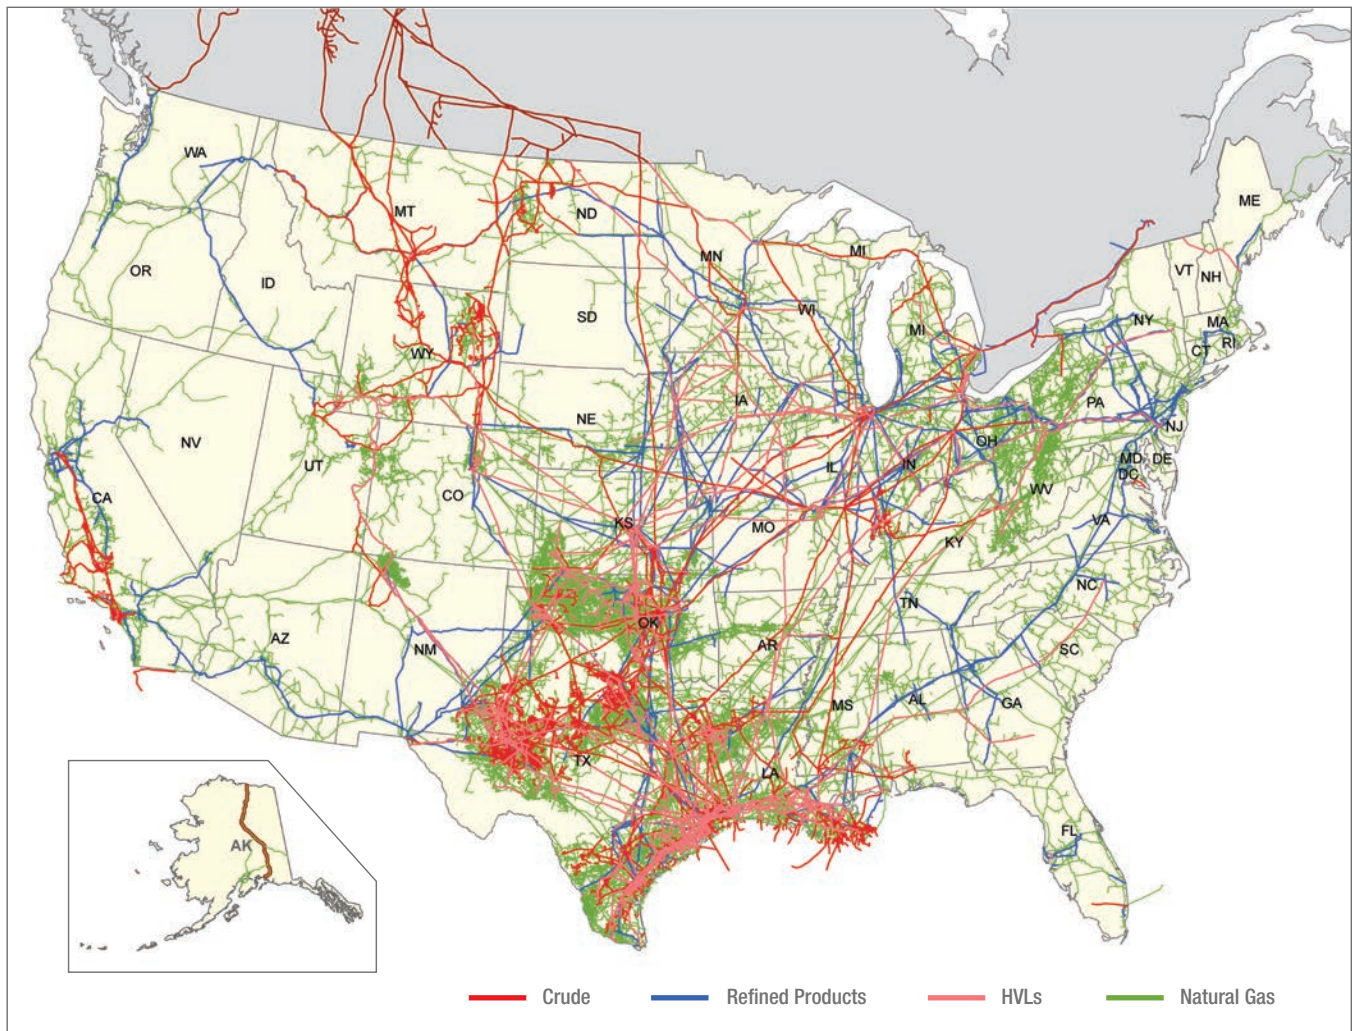 WA
ME
MT
ND
MN
MI
VT
NH
OR
ID
SD
WI
MI
NY
MA
RI
CT
WY
IA
PA
NE
NJ
NV
OH
UT
IL
IN
MD
DE
DC
CO
CA
WV
KS
MO
VA
KY
NC
TN
OK
AZ
NM
AR
SC
MS
AL
GA
TX
LA
FL
AK
Crude Refined Products HVLs Natural Gas